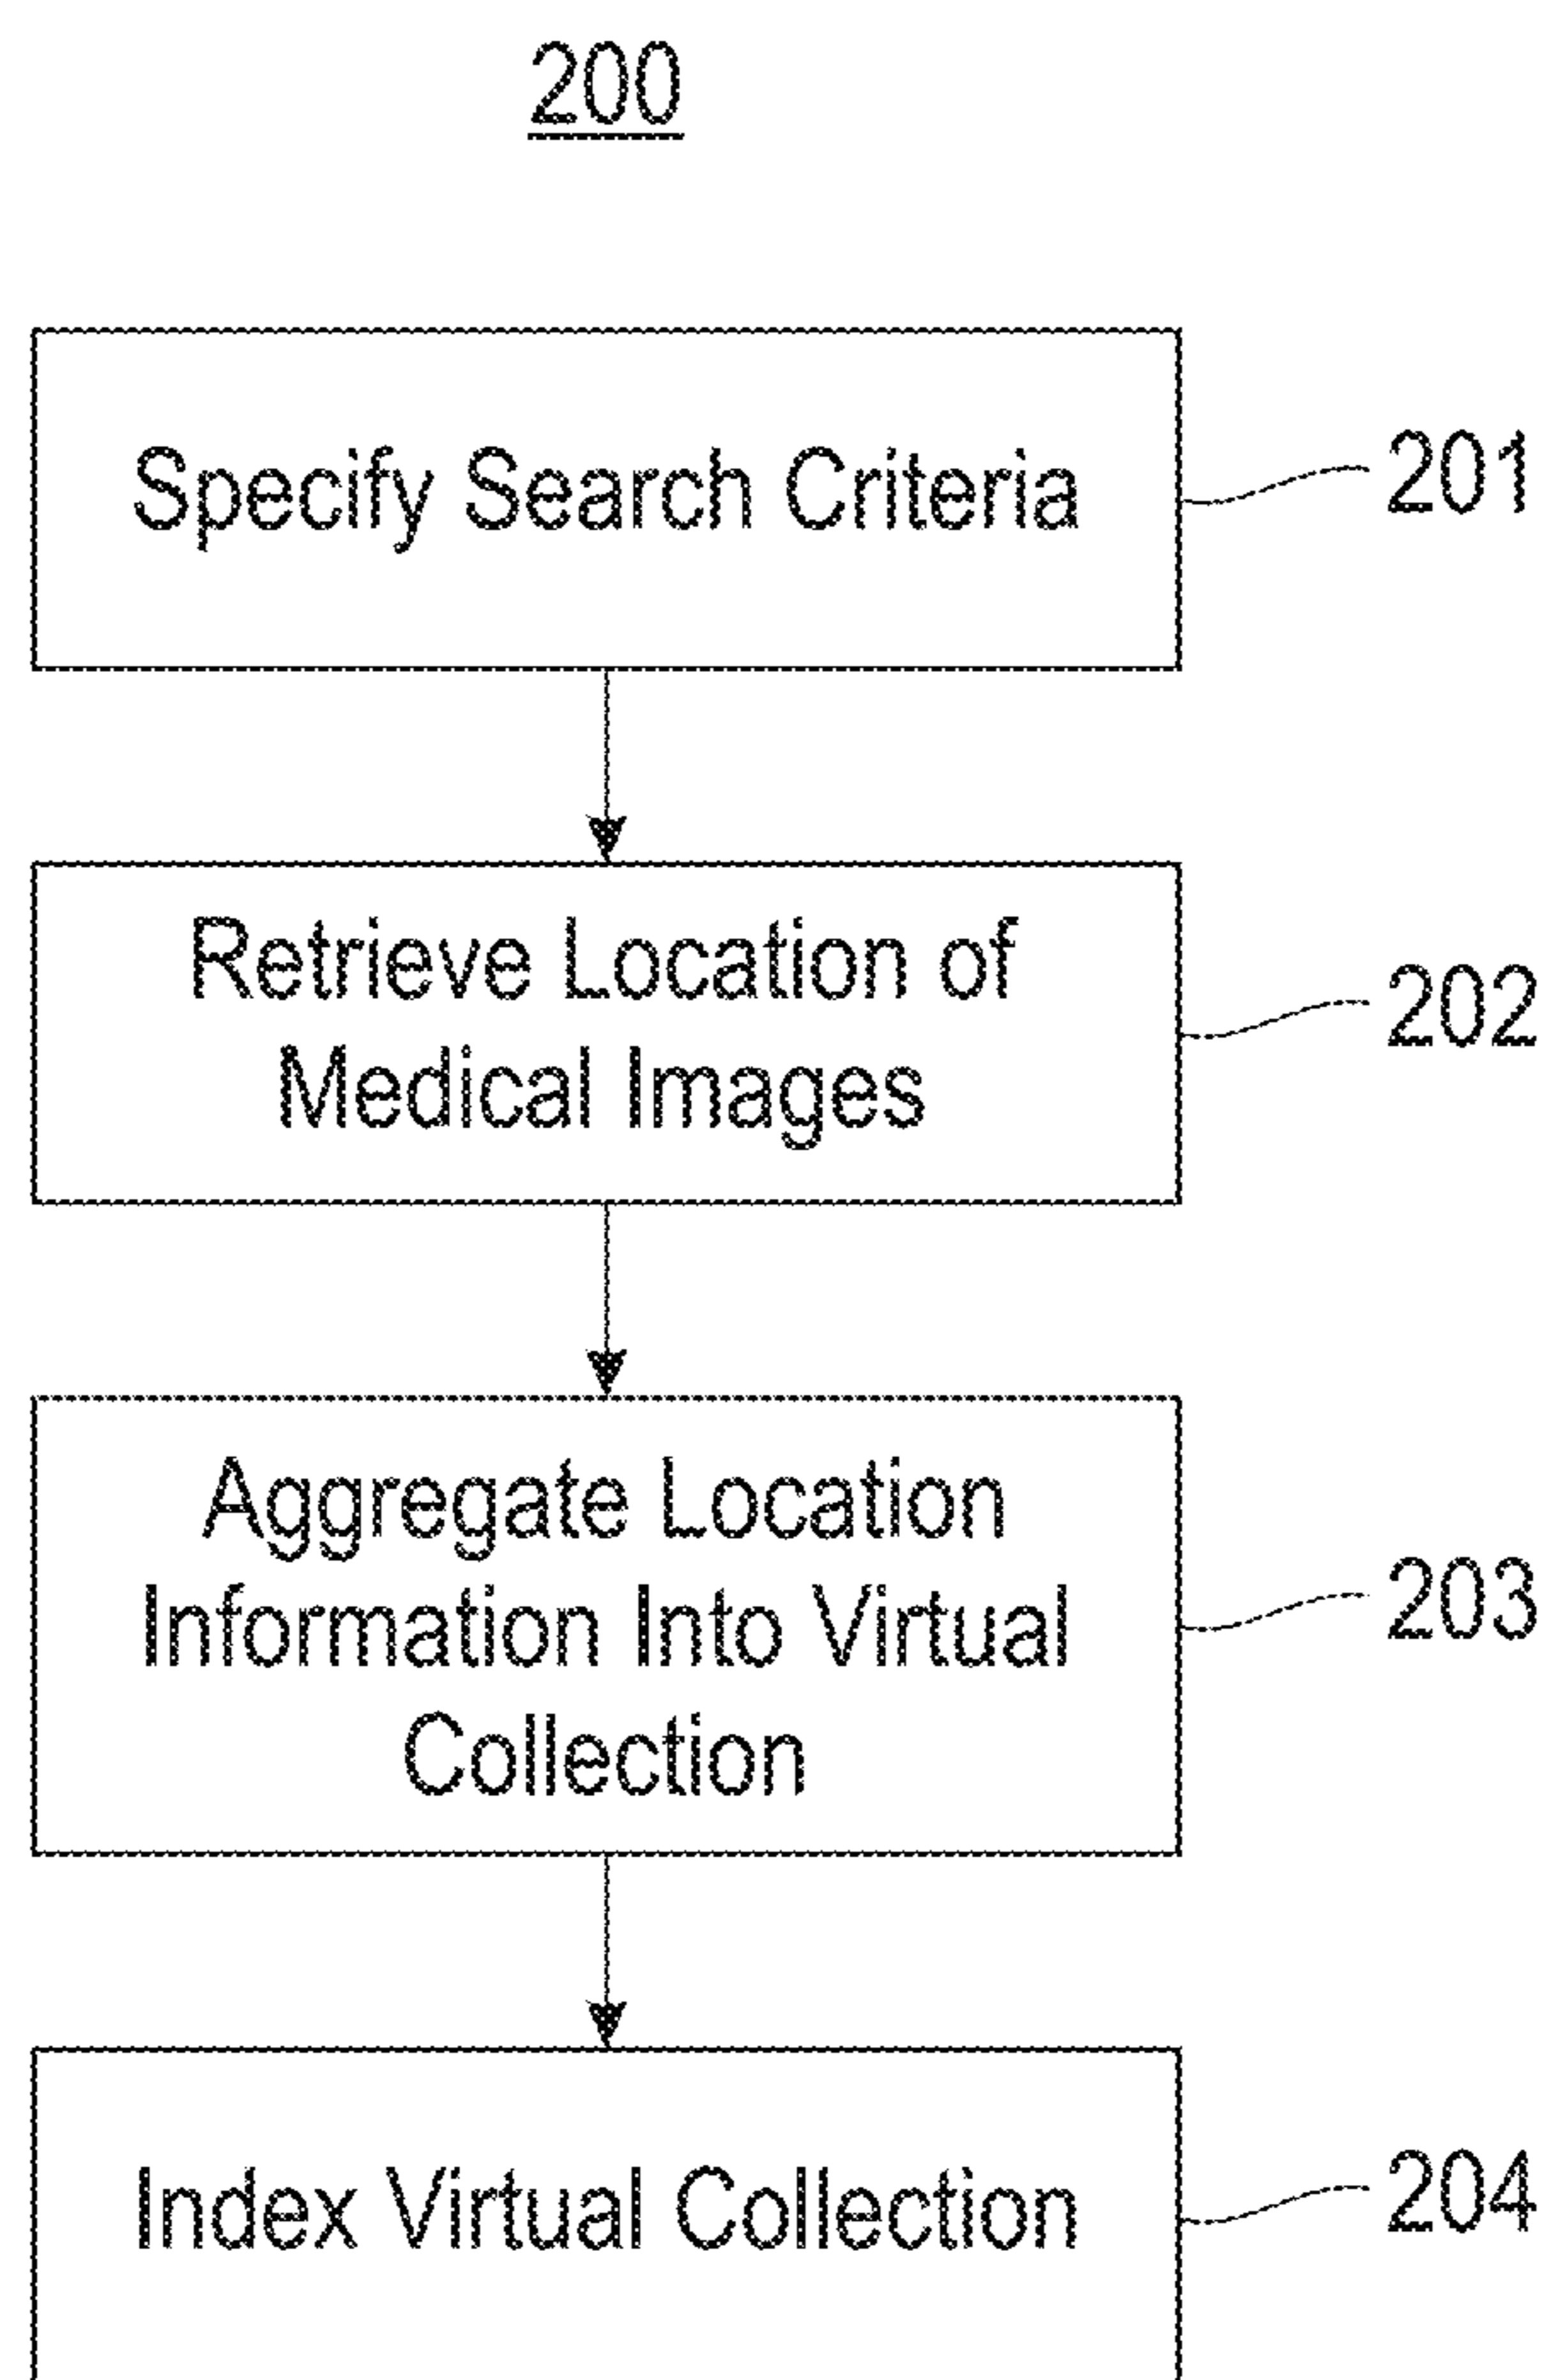 200
Specify Search Criteria
201
Retrieve Location of
Medical Images
202
Aggregate Location
Information Into Virtual
Collection
203
Index Virtual Collection
204